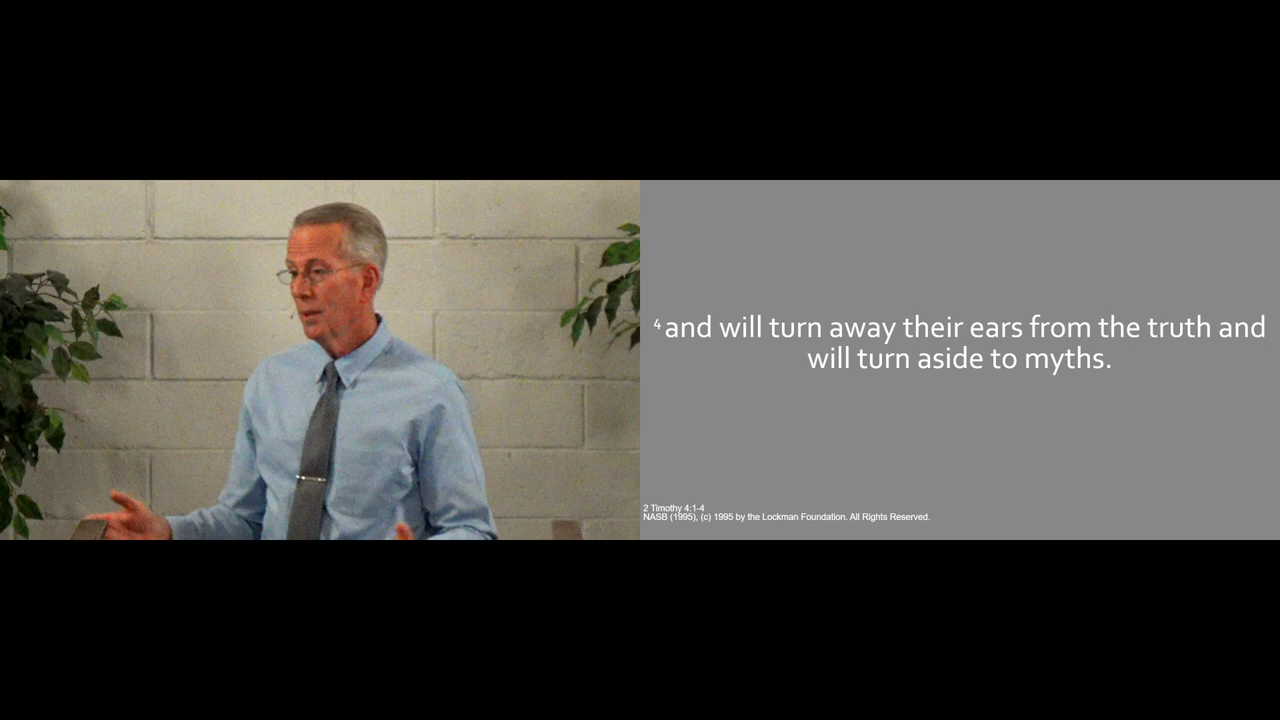 4 and will turn away their ears from the truth and
will turn aside to myths.
2 Timothy 4:1-4
NASB (1995), (c) 1995 by the Lockman Foundation. All Rights Reserved.